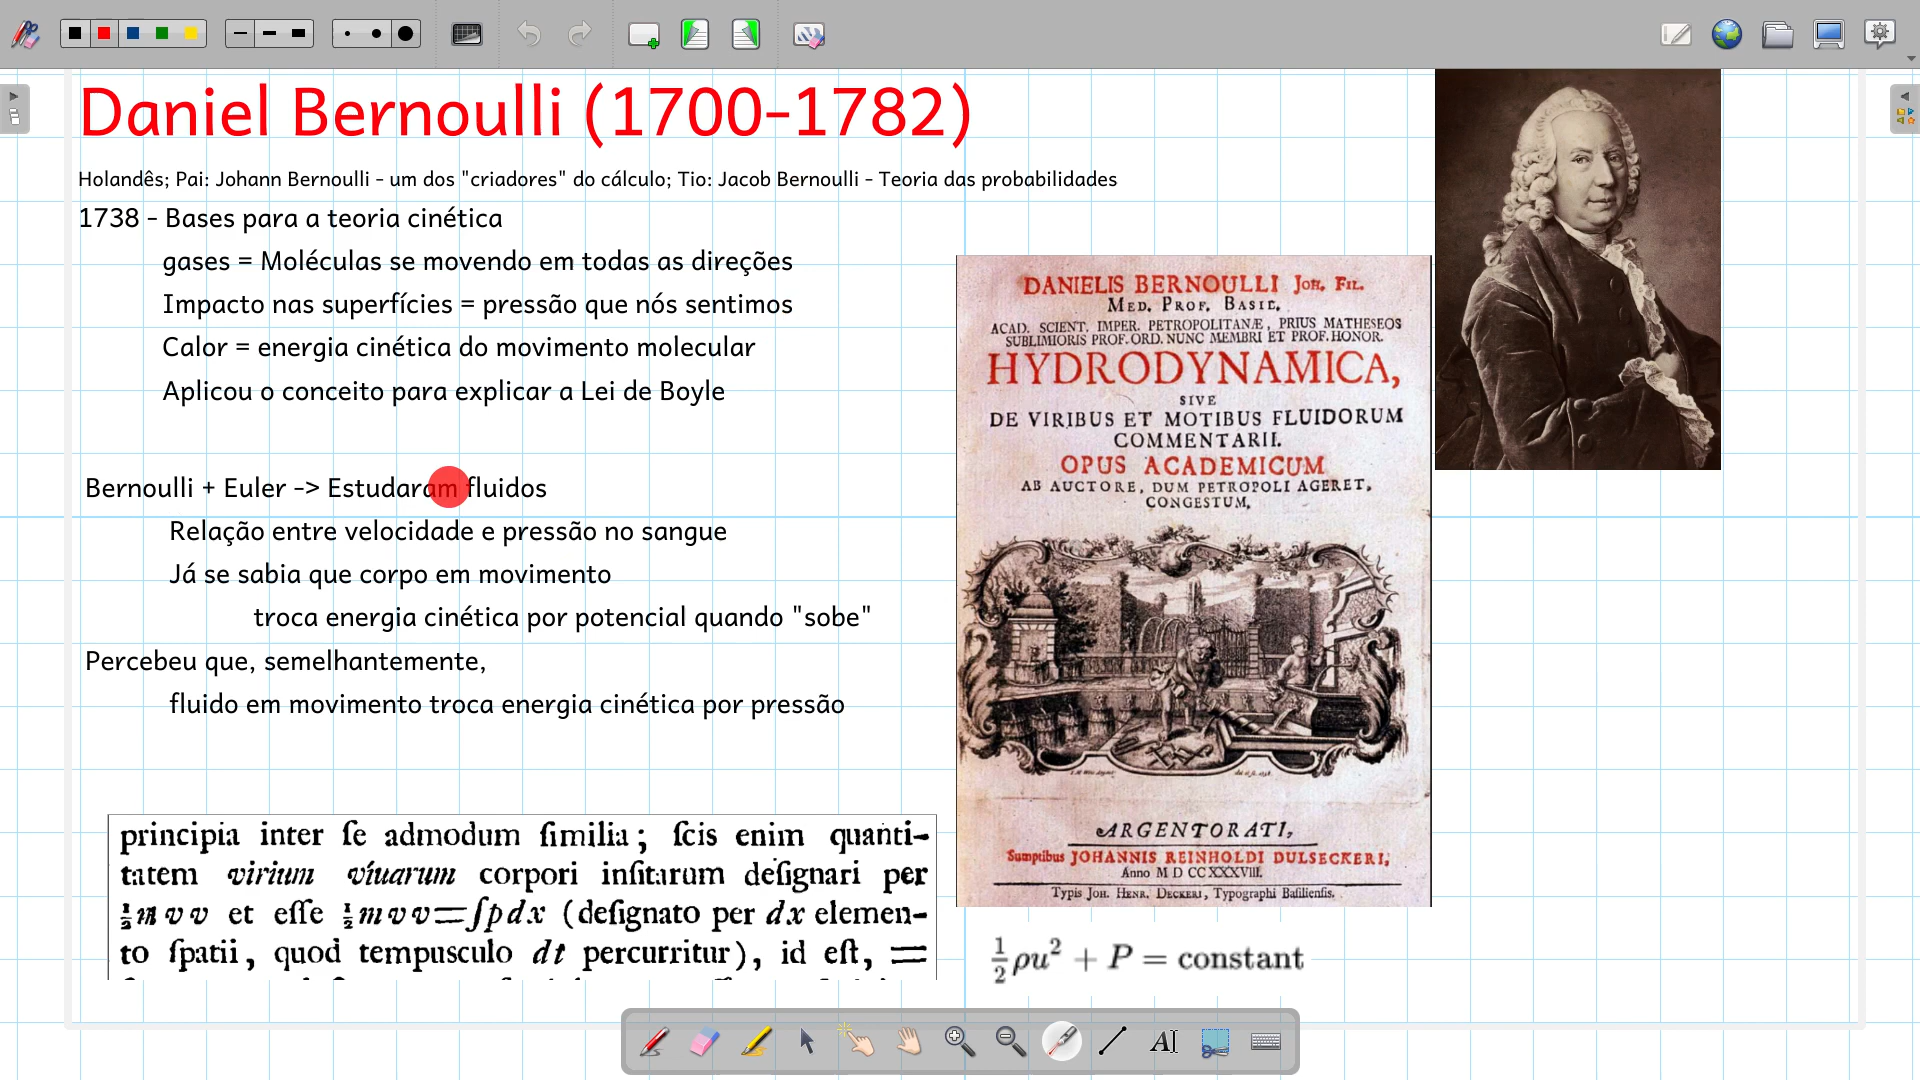 Daniel Bernoulli (1700-1782)
Holandês; Pai: Johann Bernoulli - um dos "criadores" do cálculo; Tio: Jacob Bernoulli - Teoria das probabilidades
1738 - Bases para a teoria cinética
gases = Moléculas se movendo em todas as direções
Impacto nas superfícies = pressão que nós sentimos
Calor = energia cinética do movimento molecular
Aplicou o conceito para explicar a Lei de Boyle
Bernoulli + Euler -> Estudaram fluidos
Relação entre velocidade e pressão no sangue
Já se sabia que corpo em movimento
troca energia cinética por potencial quando "sobe"
Percebeu que, semelhantemente,
fluido em movimento troca energia cinética por pressão
principia inter ſe admodum ſimilia; ſcis enim quanti-
tatem virium viuarum corpori inſitarum deſignari per
½mvv et eſſe ½mvv=∫pdx (deſignato per dx elemen-
to ſpatii, quod tempusculo dt percurritur), id eſt, =
DANIELIS BERNOULLI Joh. Fil.
Med. Prof. Basil.
ACAD. SCIENT. IMPER. PETROPOLITANÆ, PRIUS MATHESEOS
SUBLIMIORIS PROF. ORD. NUNC MEMBRI ET PROF. HONOR.
HYDRODYNAMICA,
SIVE
DE VIRIBUS ET MOTIBUS FLUIDORUM
COMMENTARII.
OPUS ACADEMICUM
AB AUCTORE, DUM PETROPOLI AGERET,
CONGESTUM.
ARGENTORATI,
Sumptibus JOHANNIS REINHOLDI DULSECKERI,
Anno M D CCXXXVIII.
Typis Joh. Henr. Deckeri, Typographi Baſilienſis.
½ρu² + P = constant